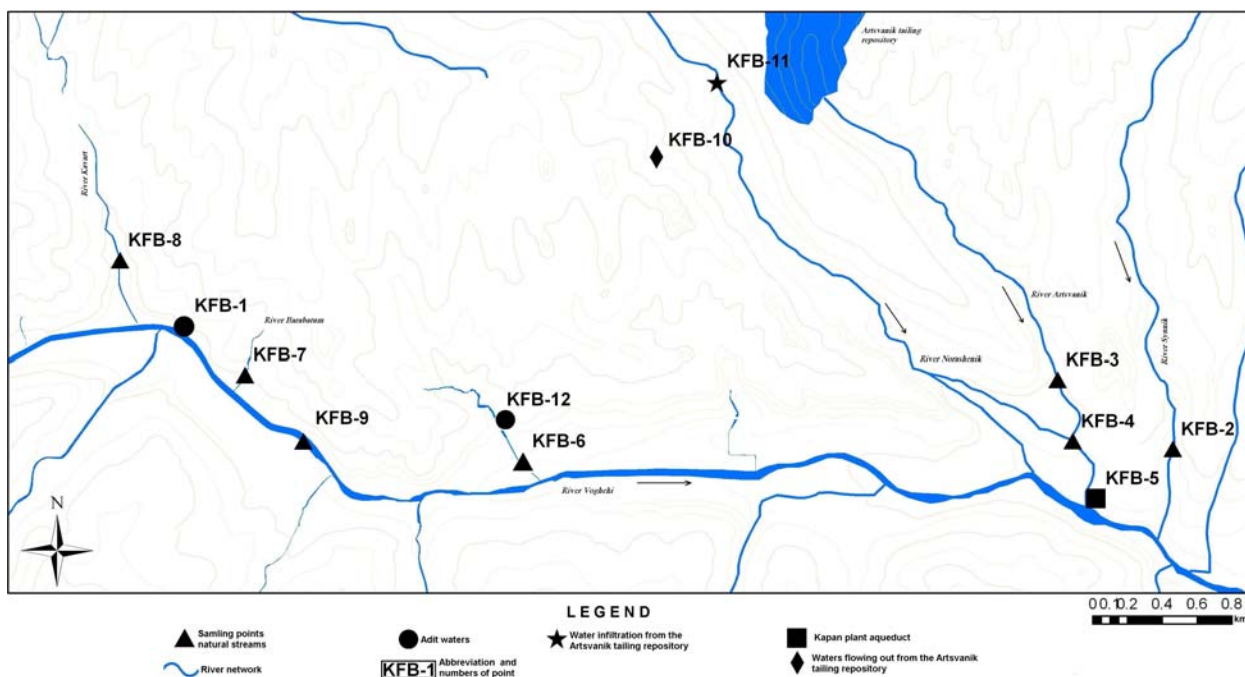 Artsvanik tailing
repository
KFB-11
KFB-10
River Kavart
KFB-8
KFB-1
River Artsvanik
River Syunik
KFB-7
River Norashenik
KFB-3
KFB-12
KFB-9
KFB-6
KFB-4
KFB-2
KFB-5
River Voghchi
N
0 0.1 0.2 0.4 0.6 0.8
km
LEGEND
Samling points
natural streams
Adit waters
Water infiltration from the
Artsvanik tailing repository
Kapan plant aqueduct
River network
KFB-1
Abbreviation and
numbers of point
Waters flowing out from the Artsvanik
tailing repository